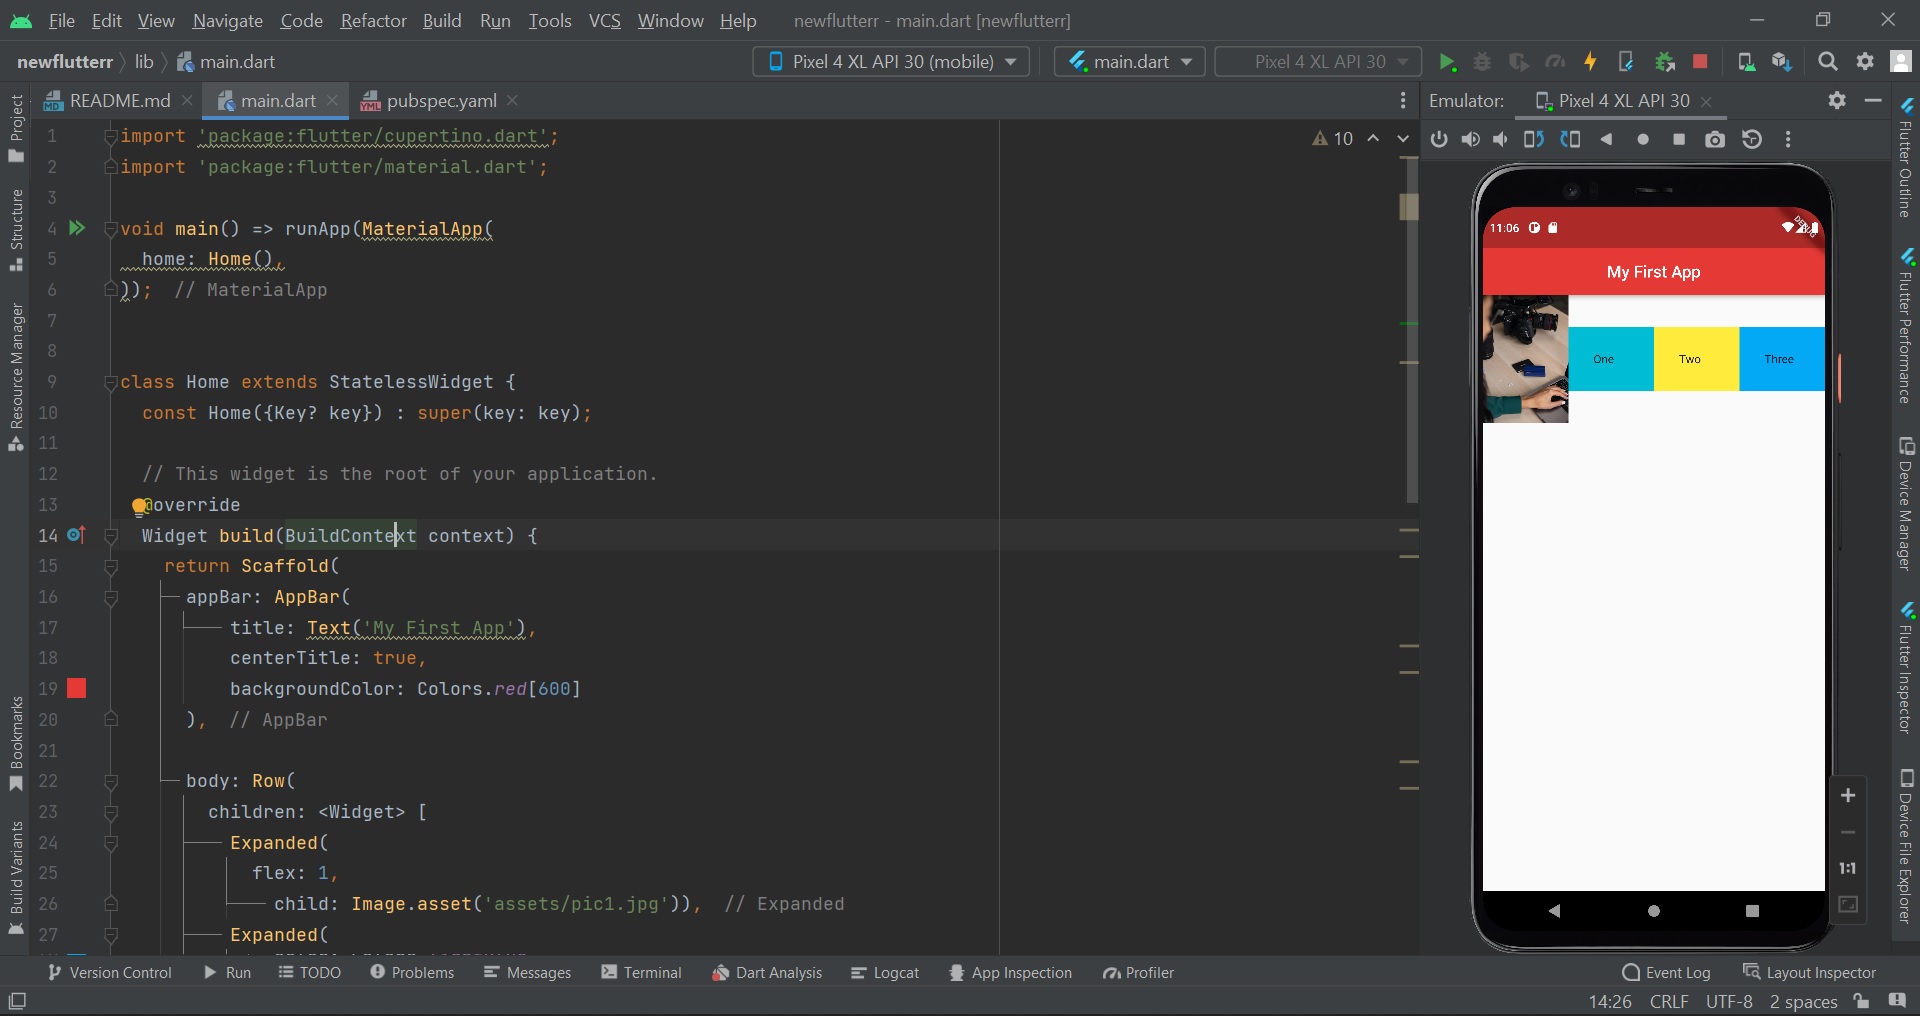 File Edit View Navigate Code Refactor Build Run Tools VCS Window Help newflutterr - main.dart [newflutterr]
newflutterr lib main.dart Pixel 4 XL API 30 (mobile) main.dart Pixel 4 XL API 30
README.md main.dart pubspec.yaml Emulator: Pixel 4 XL API 30
Project
Structure
Resource Manager
Bookmarks
Build Variants
10
1 import 'package:flutter/cupertino.dart';
2 import 'package:flutter/material.dart';
3
4 void main() => runApp(MaterialApp(
5 home: Home(),
6 )); // MaterialApp
7
8
9 class Home extends StatelessWidget {
10 const Home({Key? key}) : super(key: key);
11
12 // This widget is the root of your application.
13 @override
14 Widget build(BuildContext context) {
15 return Scaffold(
16 appBar: AppBar(
17 title: Text('My First App'),
18 centerTitle: true,
19 backgroundColor: Colors.red[600]
20 ), // AppBar
21
22 body: Row(
23 children: <Widget> [
24 Expanded(
25 flex: 1,
26 child: Image.asset('assets/pic1.jpg')), // Expanded
27 Expanded(
11:06
DEBUG
My First App
One Two Three
1:1
Flutter Outline
Flutter Performance
Device Manager
Flutter Inspector
Device File Explorer
Version Control Run TODO Problems Messages Terminal Dart Analysis Logcat App Inspection Profiler Event Log Layout Inspector
14:26 CRLF UTF-8 2 spaces